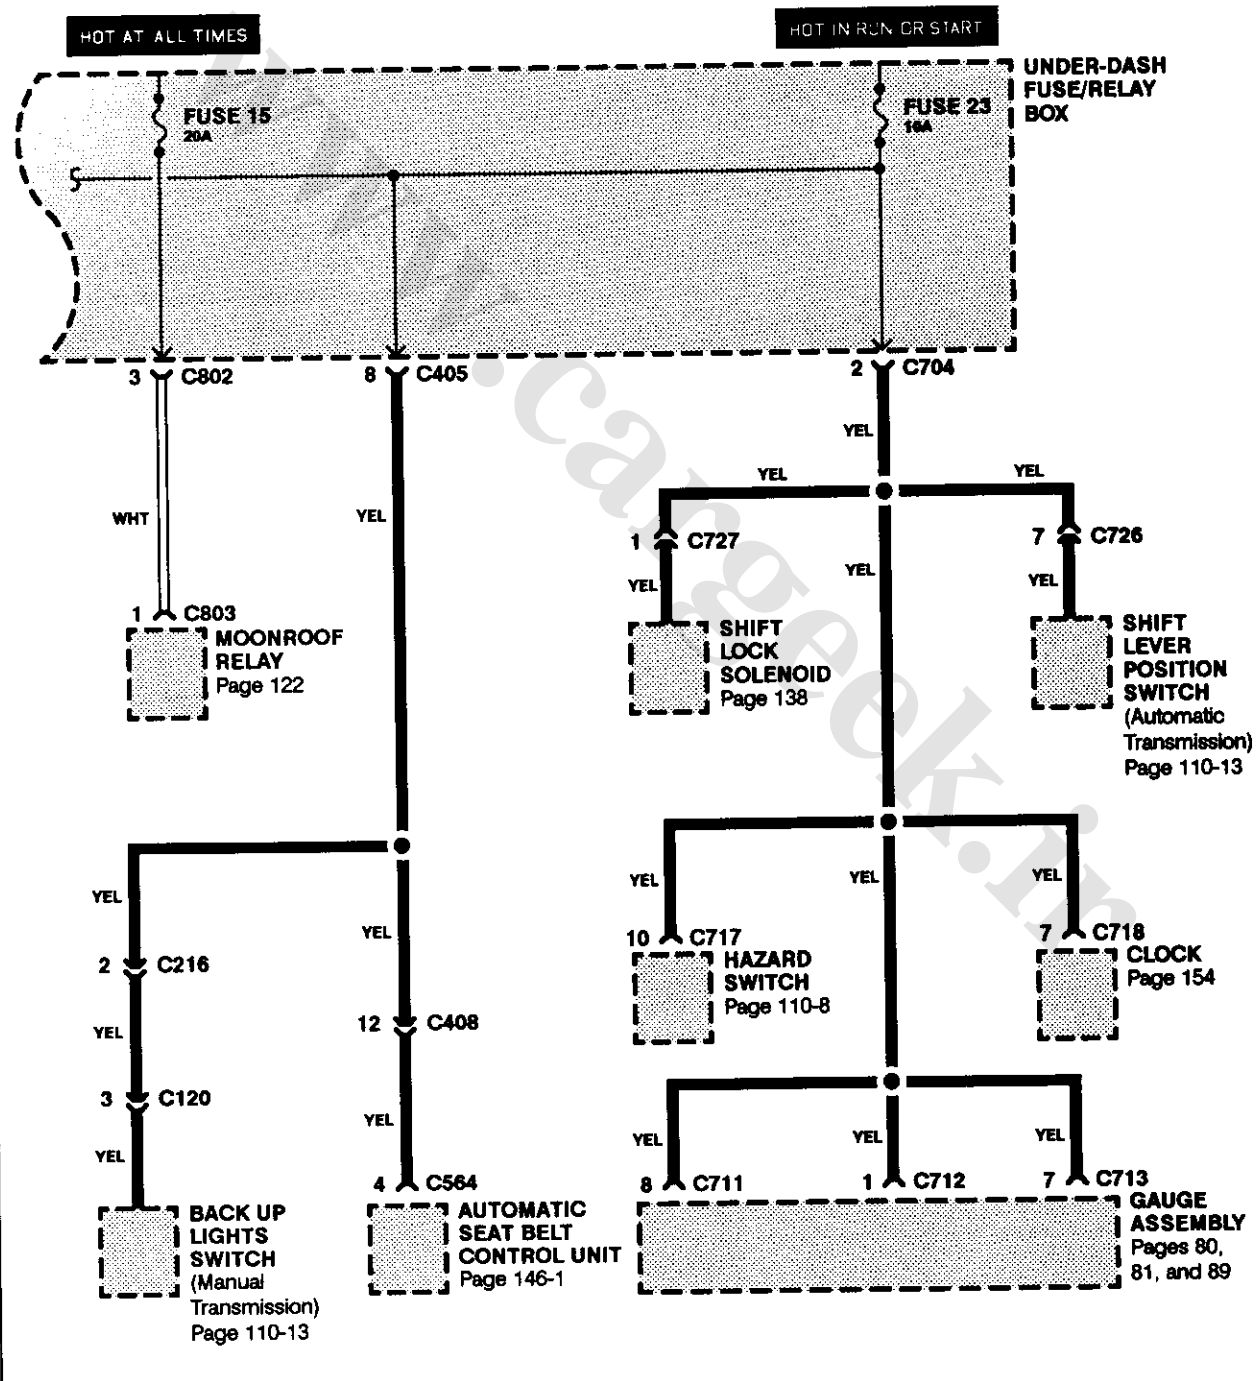 HOT AT ALL TIMES
HOT IN RUN OR START
UNDER-DASH
FUSE/RELAY
BOX
FUSE 15
20A
FUSE 23
10A
3 C802
8 C405
2 C704
YEL
YEL
YEL
WHT
YEL
1 C727
7 C726
YEL
YEL
YEL
1 C803
MOONROOF
RELAY
Page 122
SHIFT
LOCK
SOLENOID
Page 138
SHIFT
LEVER
POSITION
SWITCH
(Automatic
Transmission)
Page 110-13
YEL
YEL
YEL
YEL
YEL
10 C717
7 C718
HAZARD
SWITCH
Page 110-8
CLOCK
Page 154
2 C216
12 C408
YEL
3 C120
YEL
YEL
YEL
YEL
YEL
4 C564
8 C711
1 C712
7 C713
BACK UP
LIGHTS
SWITCH
(Manual
Transmission)
Page 110-13
AUTOMATIC
SEAT BELT
CONTROL UNIT
Page 146-1
GAUGE
ASSEMBLY
Pages 80,
81, and 89
www.cargeek.ir